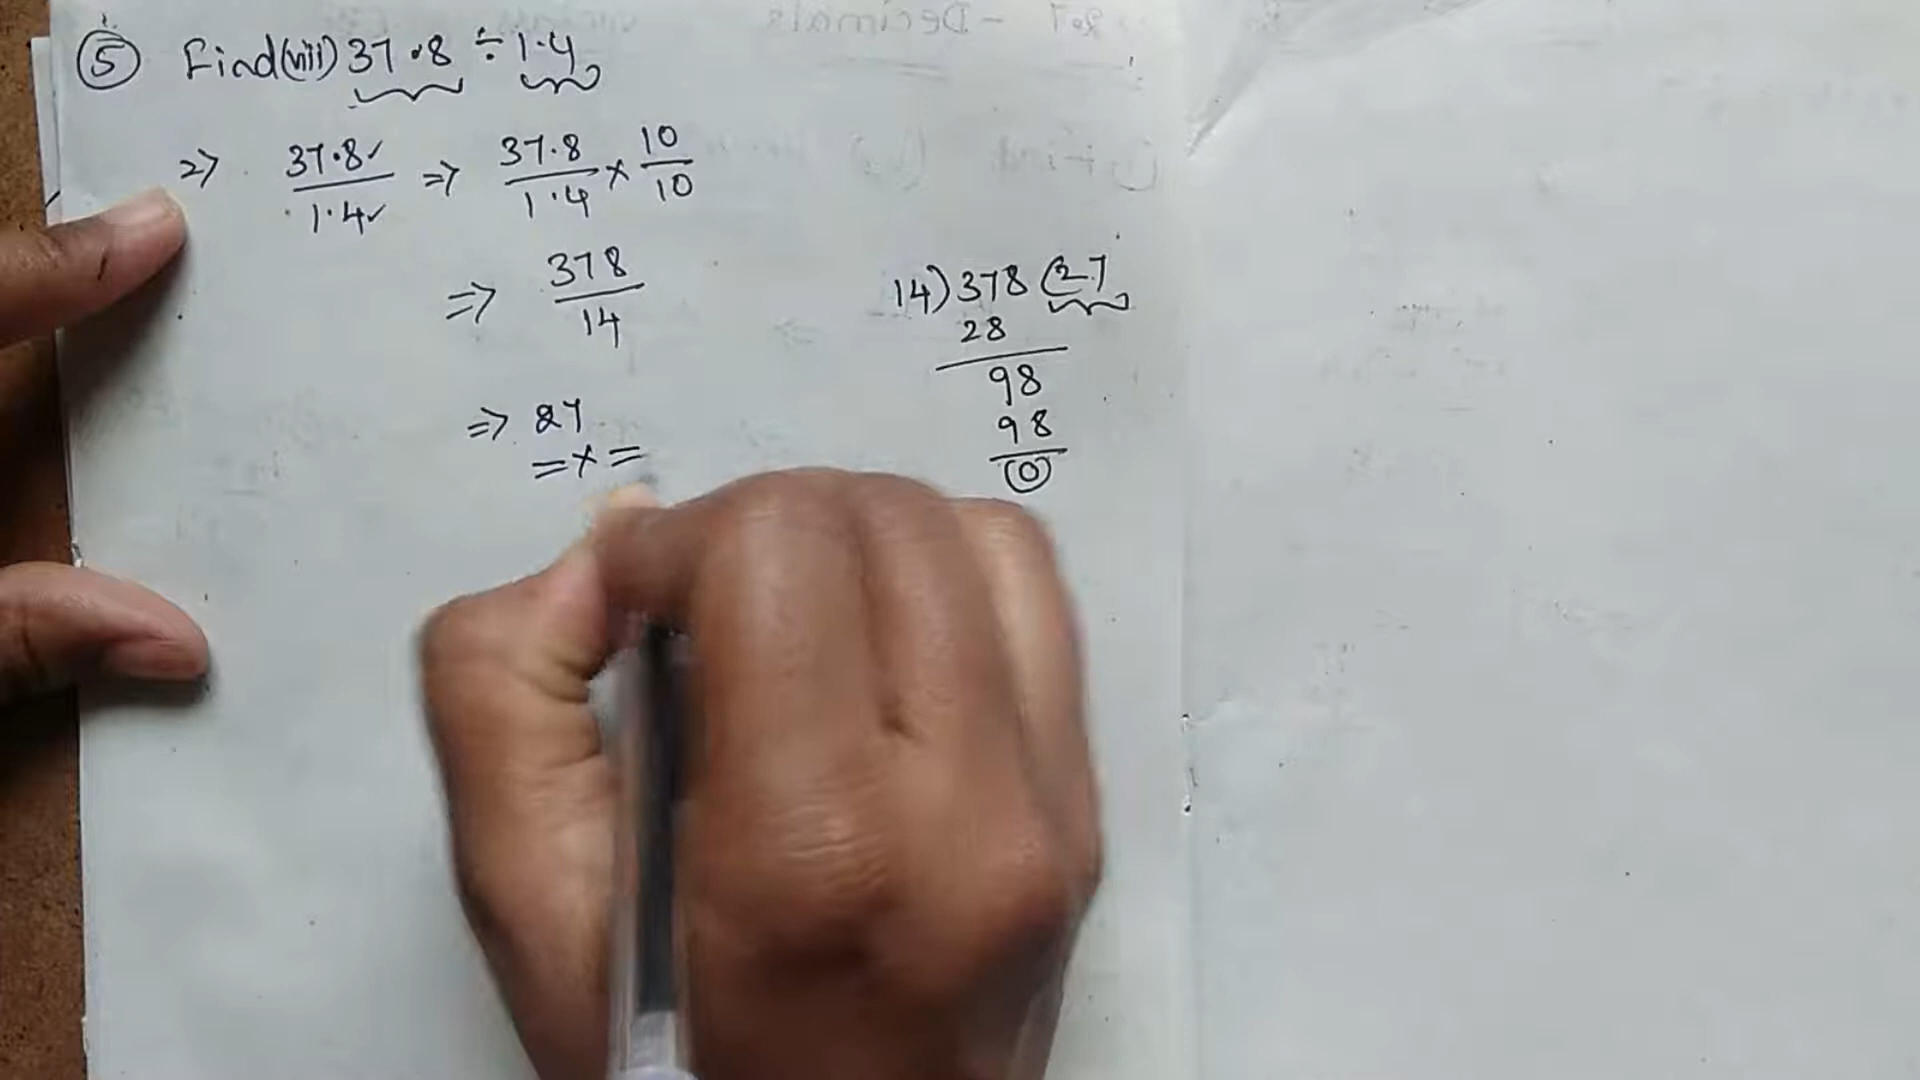 5 Find (vii) 37.8 ÷ 1.4
=> 37.8 / 1.4 => 37.8 / 1.4 × 10 / 10
=> 378 / 14
=> 27
= × =
14) 378 (27
28
98
98
0